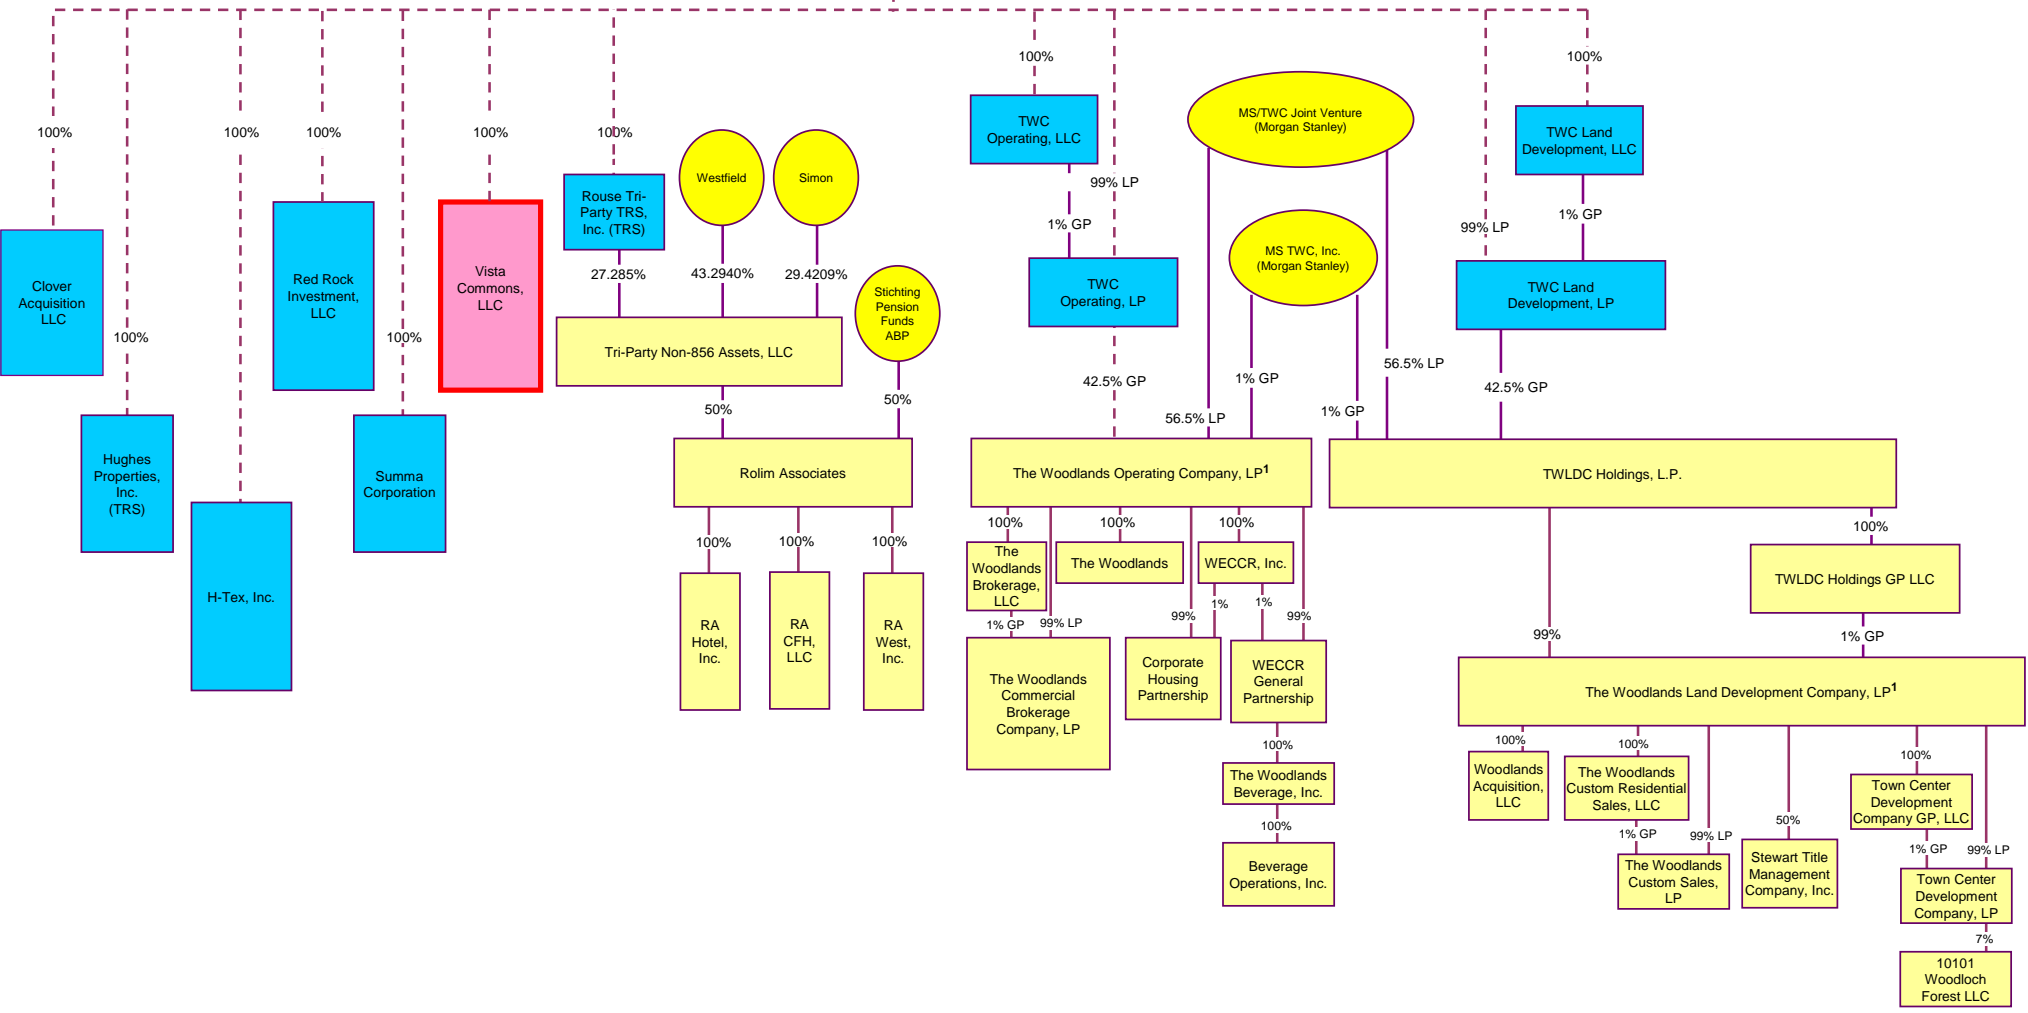 100%
100%
100%
100%
100%
100%
100%
100%
100%
100%
Clover
Acquisition
LLC
Hughes
Properties,
Inc.
(TRS)
H-Tex, Inc.
Red Rock
Investment,
LLC
Summa
Corporation
Vista
Commons,
LLC
Rouse Tri-
Party TRS,
Inc. (TRS)
Westfield
Simon
27.285%
43.2940%
29.4209%
Stichting
Pension
Funds
ABP
Tri-Party Non-856 Assets, LLC
50%
50%
Rolim Associates
100%
100%
100%
RA
Hotel,
Inc.
RA
CFH,
LLC
RA
West,
Inc.
TWC
Operating, LLC
99% LP
1% GP
TWC
Operating, LP
42.5% GP
MS/TWC Joint Venture
(Morgan Stanley)
MS TWC, Inc.
(Morgan Stanley)
56.5% LP
1% GP
1% GP
56.5% LP
TWC Land
Development, LLC
99% LP
1% GP
TWC Land
Development, LP
42.5% GP
The Woodlands Operating Company, LP1
100%
100%
100%
The
Woodlands
Brokerage,
LLC
The Woodlands
WECCR, Inc.
1% GP
99% LP
99%
1%
1%
99%
The Woodlands
Commercial
Brokerage
Company, LP
Corporate
Housing
Partnership
WECCR
General
Partnership
100%
The Woodlands
Beverage, Inc.
100%
Beverage
Operations, Inc.
TWLDC Holdings, L.P.
100%
TWLDC Holdings GP LLC
99%
1% GP
The Woodlands Land Development Company, LP1
100%
100%
50%
100%
Woodlands
Acquisition,
LLC
The Woodlands
Custom Residential
Sales, LLC
1% GP
99% LP
The Woodlands
Custom Sales,
LP
Stewart Title
Management
Company, Inc.
Town Center
Development
Company GP, LLC
1% GP
99% LP
Town Center
Development
Company, LP
7%
10101
Woodloch
Forest LLC